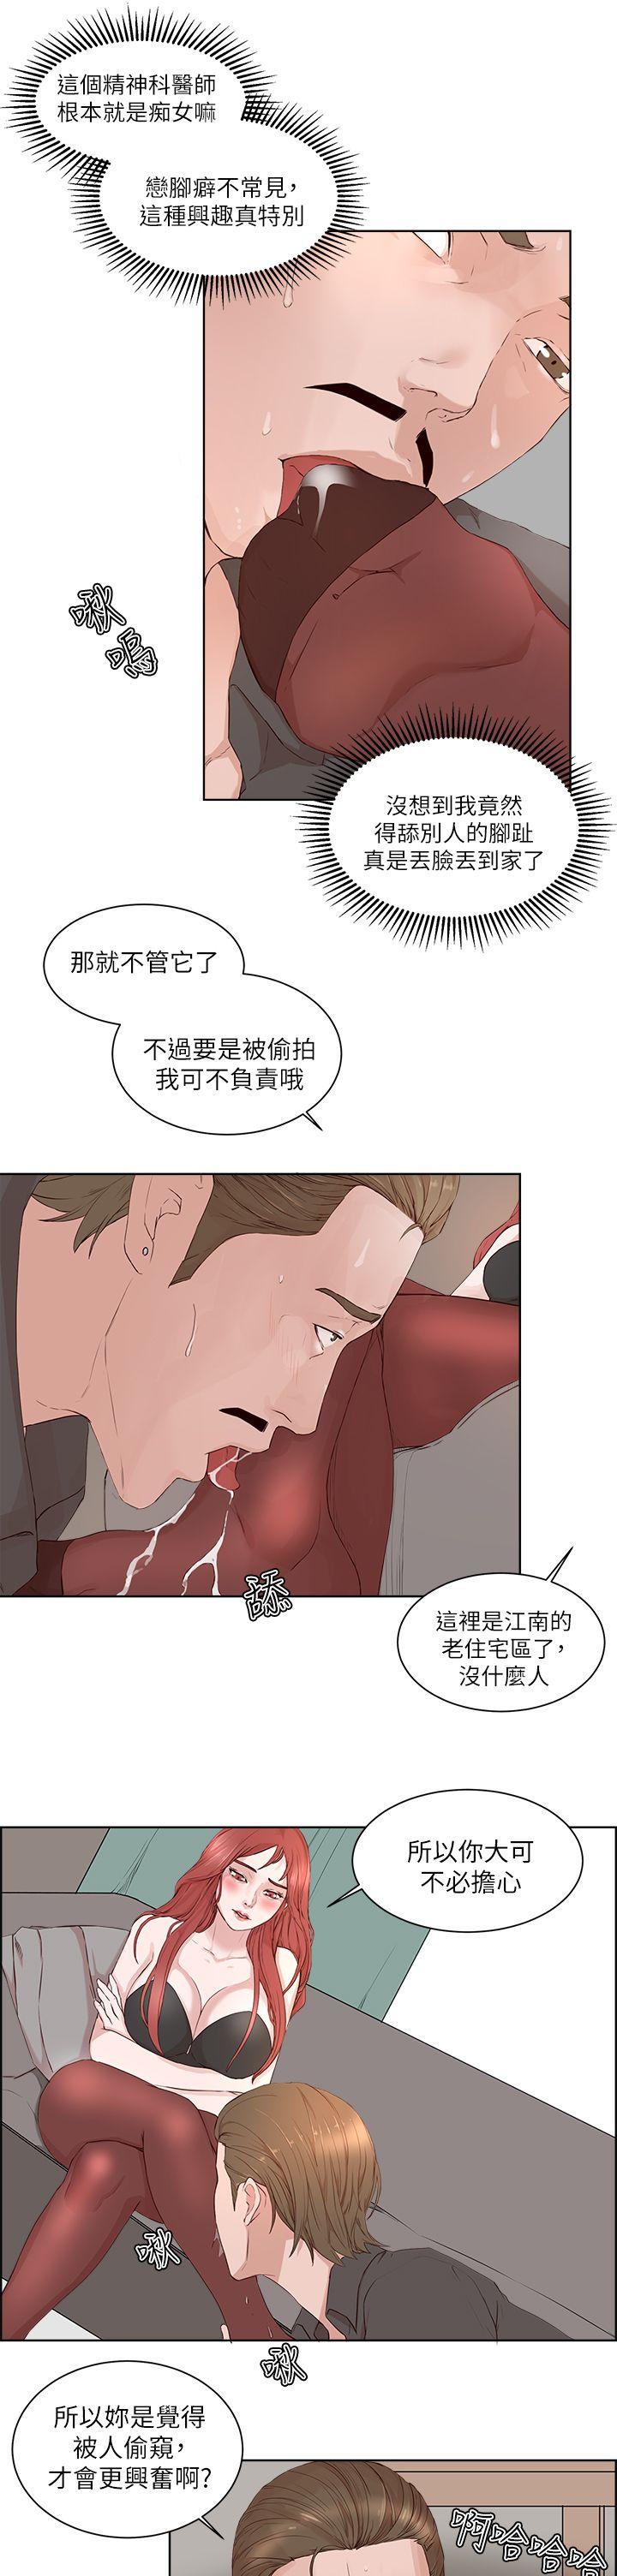 這個精神科醫師
根本就是痴女嘛
戀腳癖不常見，
這種興趣真特別
啾
嗚
沒想到我竟然
得舔別人的腳趾
真是丟臉丟到家了
那就不管它了
不過要是被偷拍
我可不負責哦
舔
這裡是江南的
老住宅區了，
沒什麼人
所以你大可
不必擔心
啾
啾
所以妳是覺得
被人偷窺，
才會更興奮啊？
啊哈哈哈